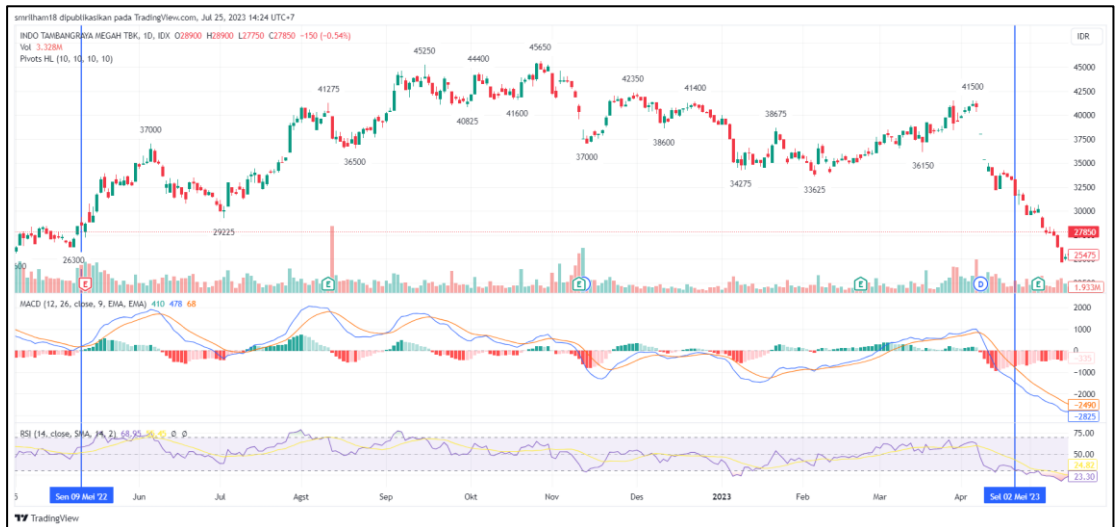 smrilham18 dipublikasikan pada TradingView.com, Jul 25, 2023 14:24 UTC+7
INDO TAMBANGRAYA MEGAH TBK, 1D, IDX O28900 H28900 L27750 C27850 −150 (−0.54%)
IDR
Vol 3.328M
Pivots HL (10, 10, 10, 10)
45250
44400
45650
45000
41275
42350
41400
41500
42500
40825
41600
40000
37000
36500
37000
38600
38675
36150
37500
35000
34275
33625
32500
29225
30000
26300
27850
25475
E
E
E
D
E
D
E
1.933M
MACD (12, 26, close, 9, EMA, EMA) 410 478 68
2000
1000
0
−335
−1000
−2490
−2825
RSI (14, close, SMA, 14, 2) 68.95 Ø Ø
75.00
50.00
34.82
23.30
Sen 09 Mei '22
Jun
Jul
Agst
Sep
Okt
Nov
Des
2023
Feb
Mar
Apr
Sel 02 Mei '23
TradingView